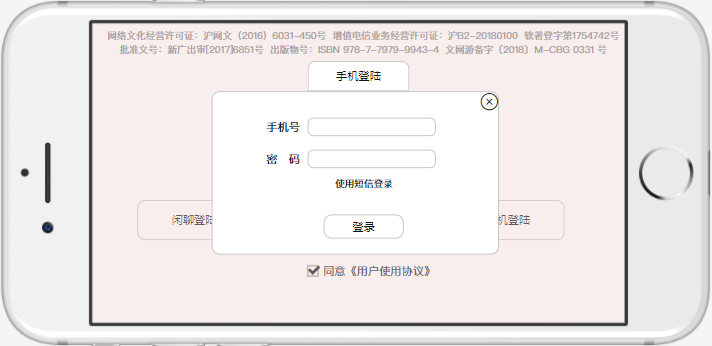 网络文化经营许可证：沪网文（2016）6031-450号 增值电信业务经营许可证：沪B2-20180100 软著登字第1754742号
批准文号：新广出审[2017]6851号 出版物号：ISBN 978-7-7979-9943-4 文网游备字〔2018〕M-CBG 0331 号
手机登陆
手机号
密 码
使用短信登录
闲聊登陆
机登陆
登录
同意《用户使用协议》